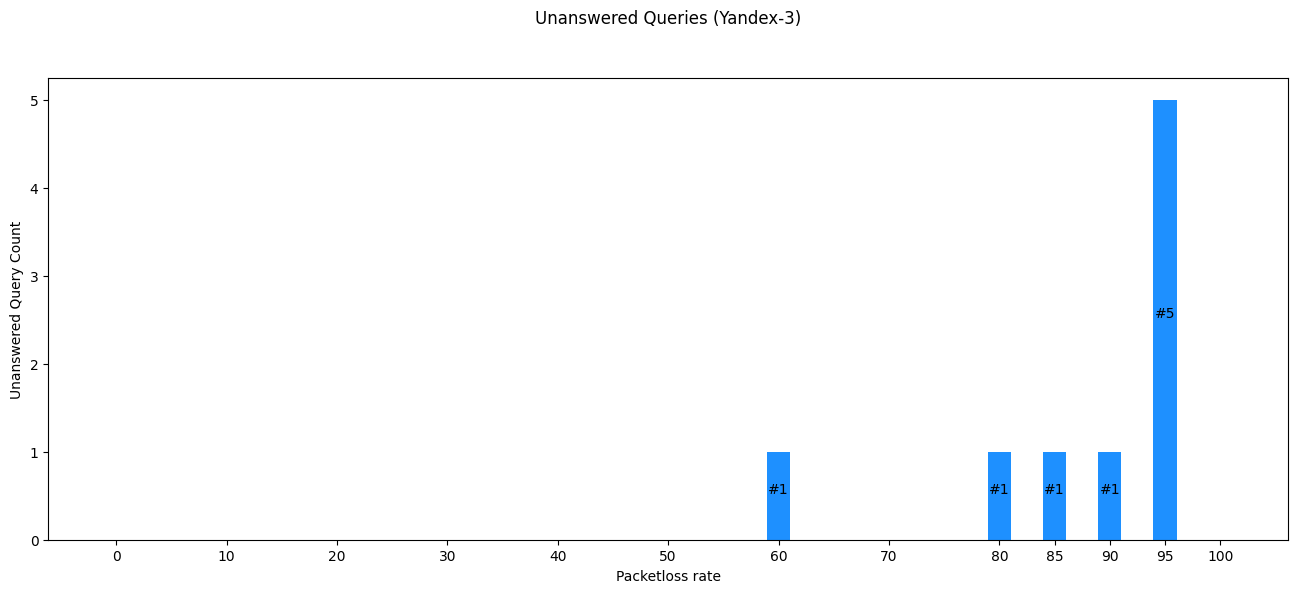 Unanswered Queries (Yandex-3)
Unanswered Query Count
5
4
3
2
1
0
#1
#1
#1
#1
#5
0 10 20 30 40 50 60 70 80 85 90 95 100
Packetloss rate